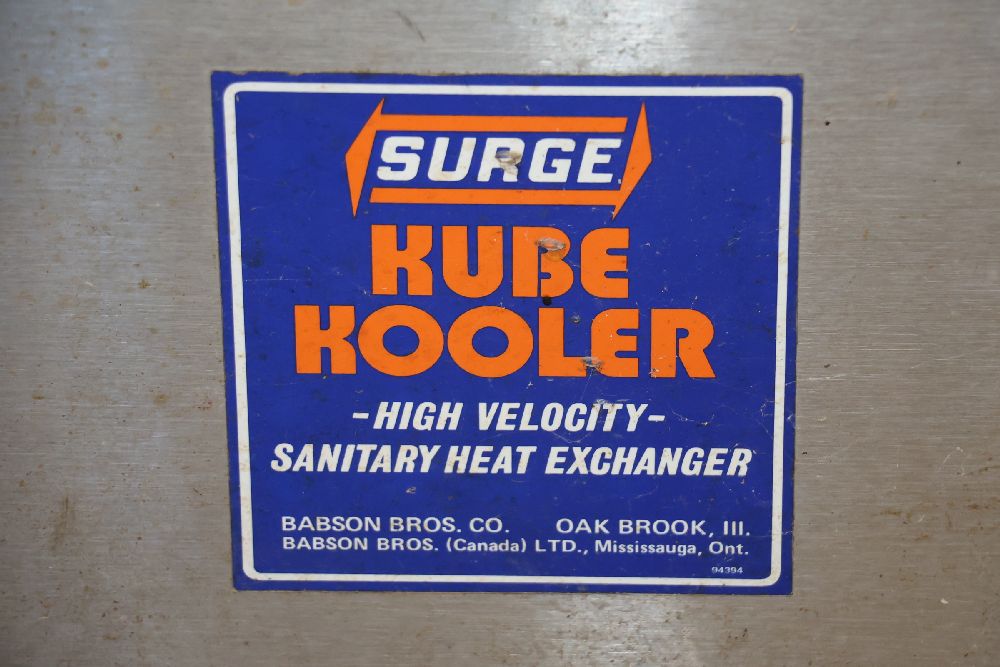 SURGE
KUBE
KOOLER
-HIGH VELOCITY-
SANITARY HEAT EXCHANGER
BABSON BROS. CO. OAK BROOK, Ill.
BABSON BROS. (Canada) LTD., Mississauga, Ont.
94394